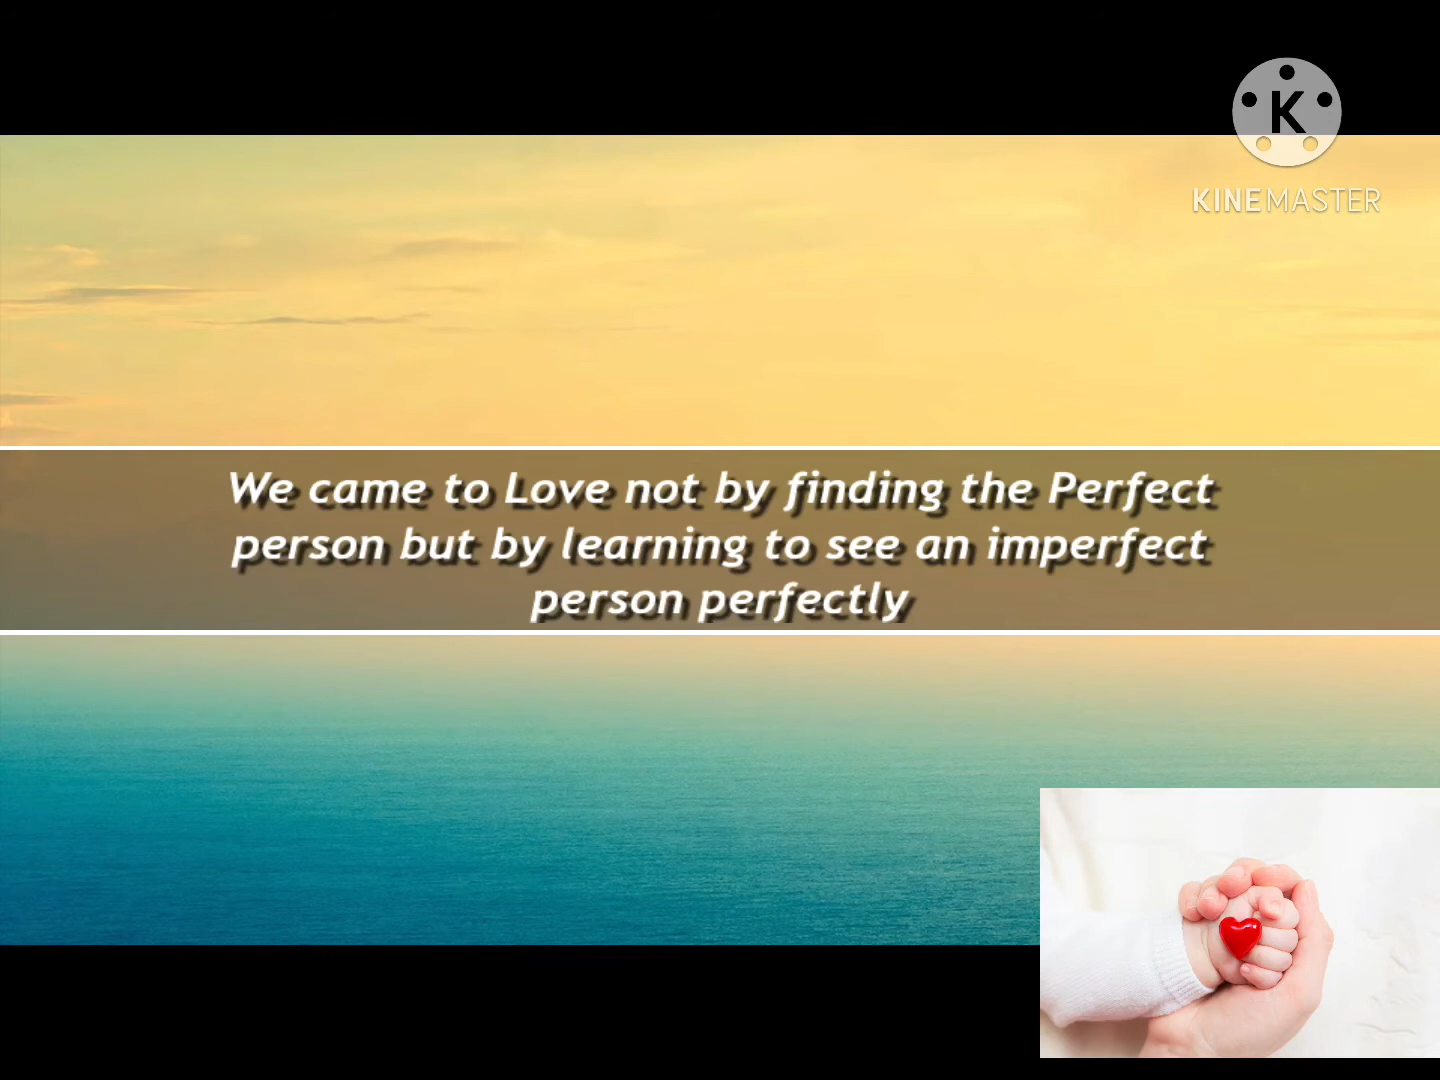 K
KINEMASTER
We came to Love not by finding the Perfect
person but by learning to see an imperfect
person perfectly